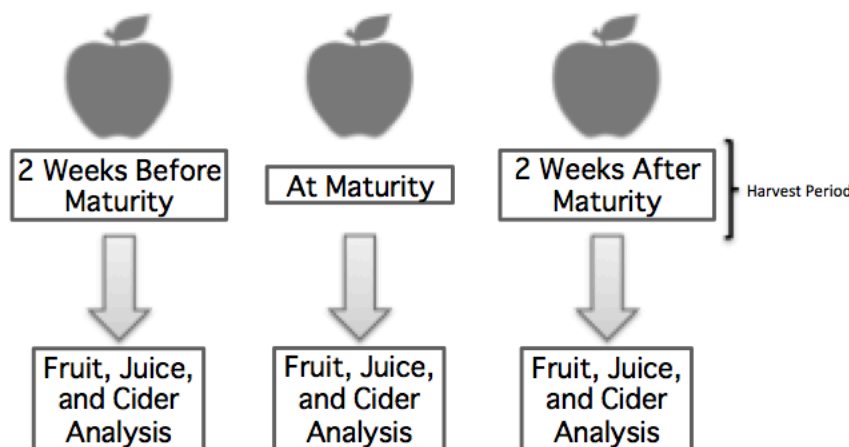 2 Weeks Before
Maturity
At Maturity
2 Weeks After
Maturity
Harvest Period
Fruit, Juice,
and Cider
Analysis
Fruit, Juice,
and Cider
Analysis
Fruit, Juice,
and Cider
Analysis